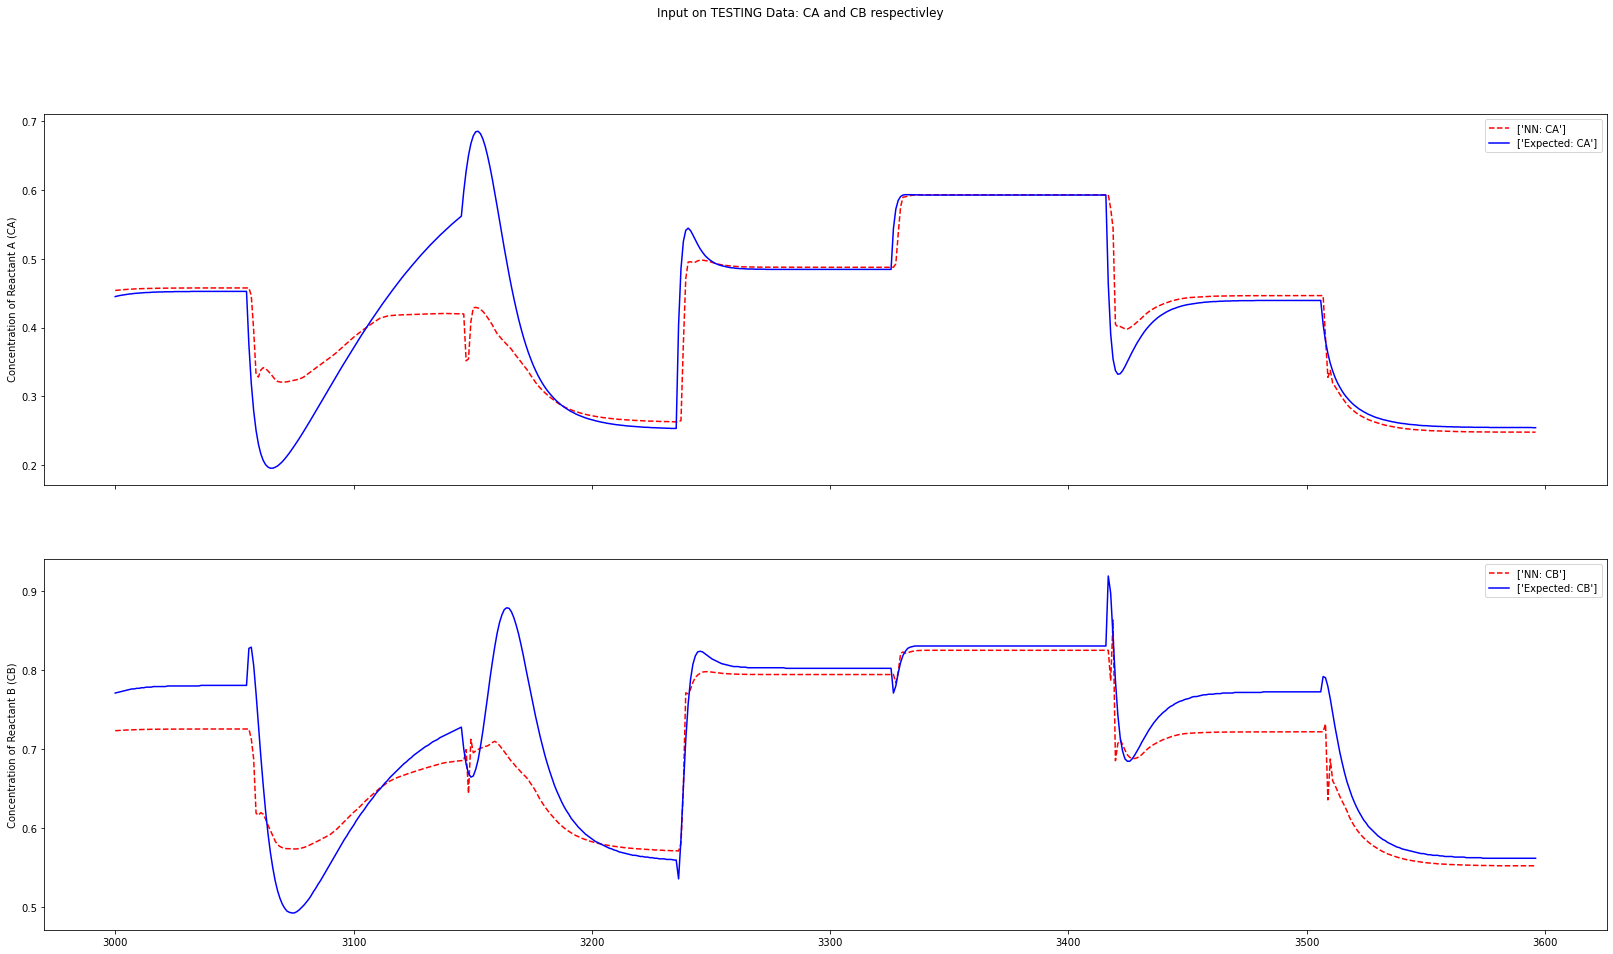 Input on TESTING Data: CA and CB respectivley
Concentration of Reactant A (CA)
0.7
0.6
0.5
0.4
0.3
0.2
['NN: CA']
['Expected: CA']
Concentration of Reactant B (CB)
0.9
0.8
0.7
0.6
0.5
['NN: CB']
['Expected: CB']
3000 3100 3200 3300 3400 3500 3600